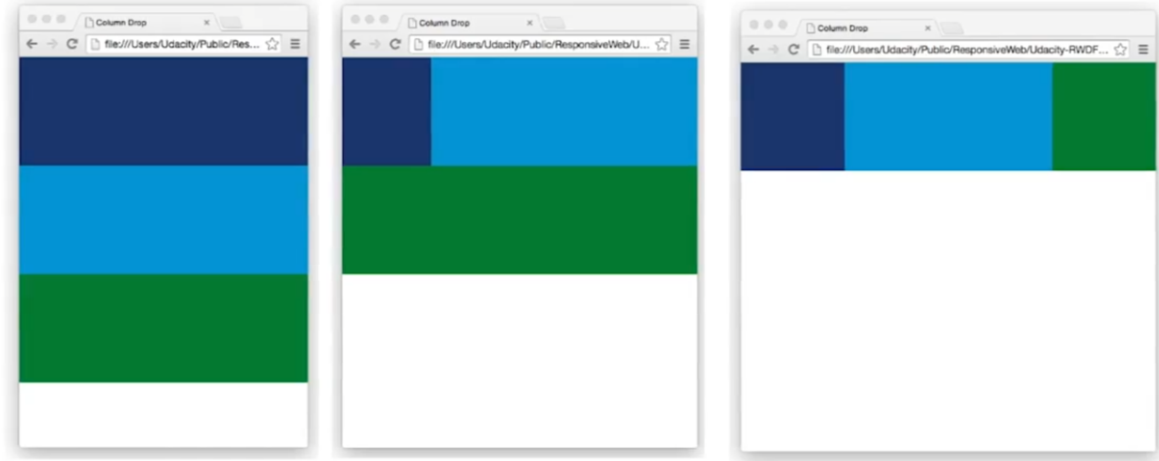 Column Drop
file:///Users/Udacity/Public/Res...
Column Drop
file:///Users/Udacity/Public/ResponsiveWeb/U...
Column Drop
file:///Users/Udacity/Public/ResponsiveWeb/Udacity-RWDF...